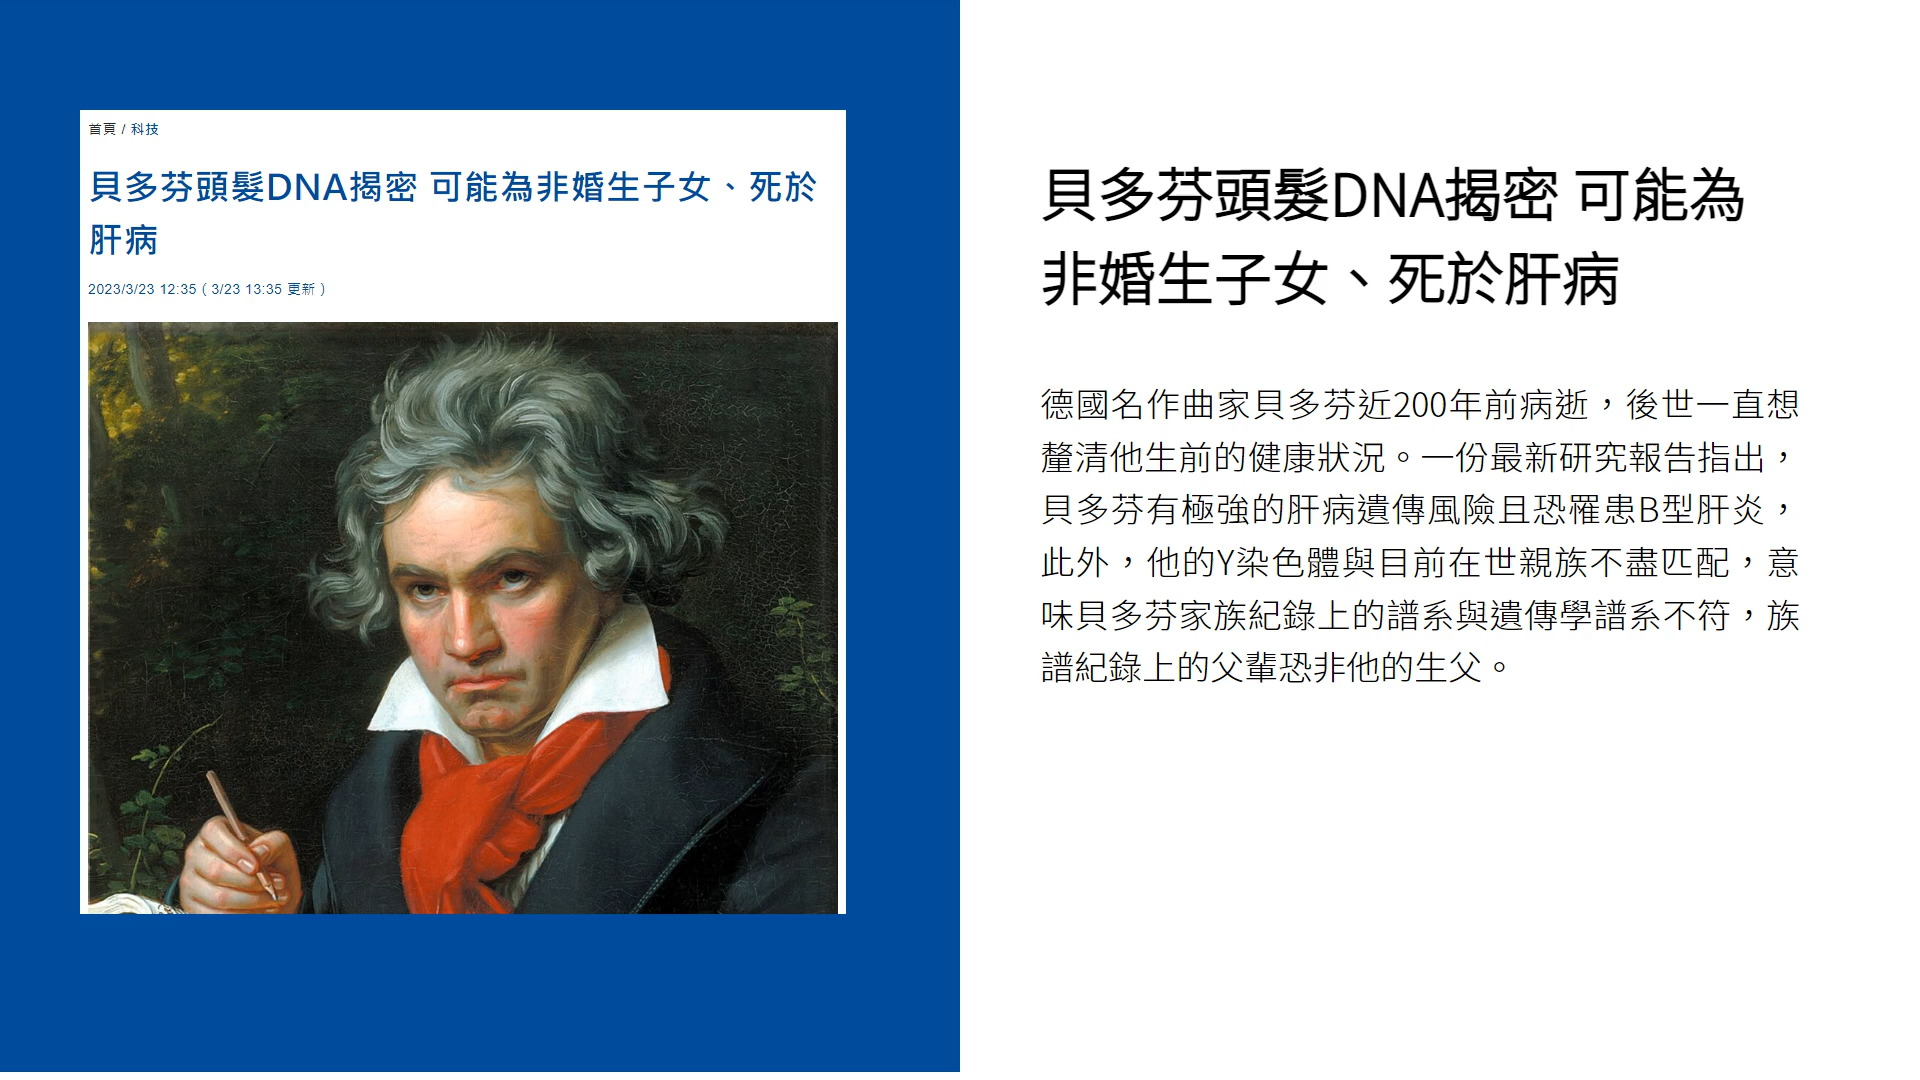 首頁 / 科技
貝多芬頭髮DNA揭密 可能為非婚生子女、死於
肝病
2023/3/23 12:35（3/23 13:35 更新）
貝多芬頭髮DNA揭密 可能為
非婚生子女、死於肝病
德國名作曲家貝多芬近200年前病逝，後世一直想
釐清他生前的健康狀況。一份最新研究報告指出，
貝多芬有極強的肝病遺傳風險且恐罹患B型肝炎，
此外，他的Y染色體與目前在世親族不盡匹配，意
味貝多芬家族紀錄上的譜系與遺傳學譜系不符，族
譜紀錄上的父輩恐非他的生父。